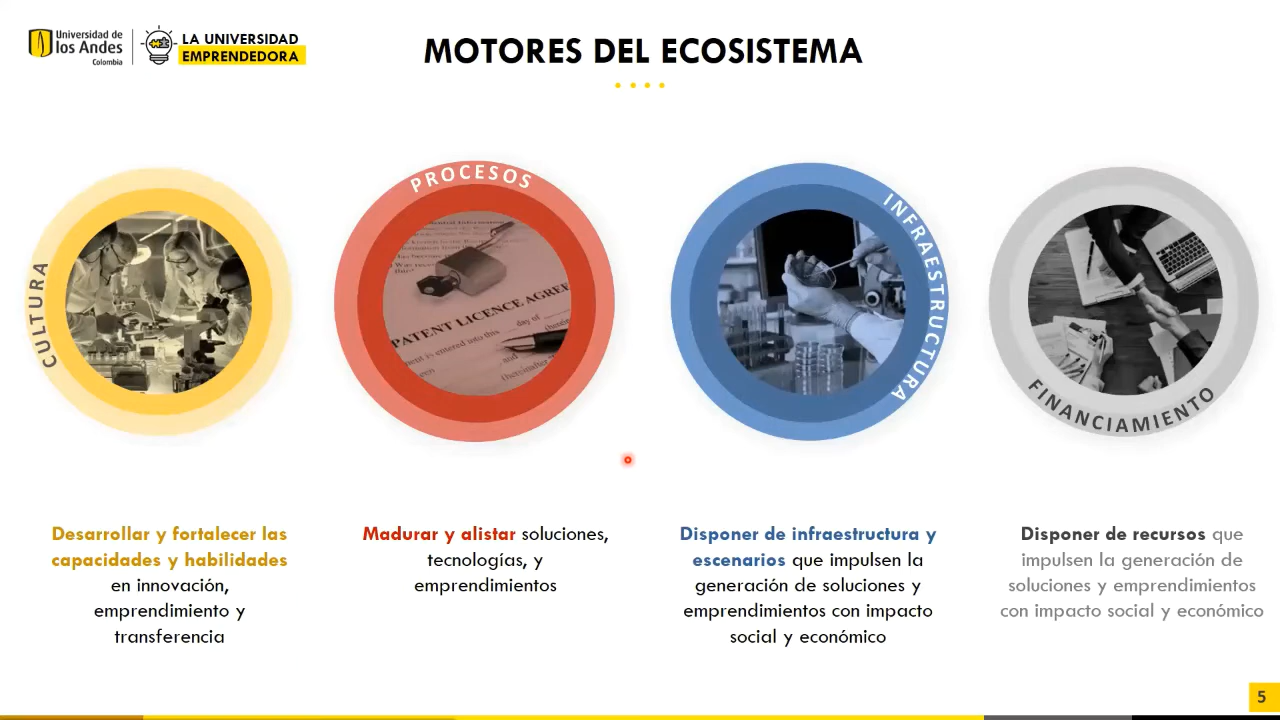 Universidad de
los Andes
Colombia
LA UNIVERSIDAD
EMPRENDEDORA
MOTORES DEL ECOSISTEMA
CULTURA
PROCESOS
PATENT LICENCE AGREE
INFRAESTRUCTURA
FINANCIAMIENTO
Desarrollar y fortalecer las
capacidades y habilidades
en innovación,
emprendimiento y
transferencia
Madurar y alistar soluciones,
tecnologías, y
emprendimientos
Disponer de infraestructura y
escenarios que impulsen la
generación de soluciones y
emprendimientos con impacto
social y económico
Disponer de recursos que
impulsen la generación de
soluciones y emprendimientos
con impacto social y económico
5